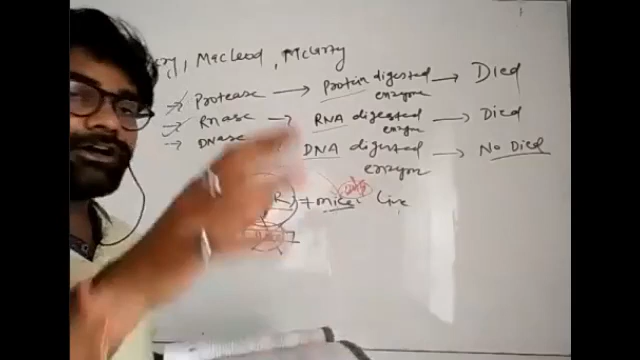 Macleod, McCarty
Protease → Protein digested enzyme → Died
Rnase → RNA digested enzyme → Died
DNase DNA digested enzyme → No Died
R + mice Live